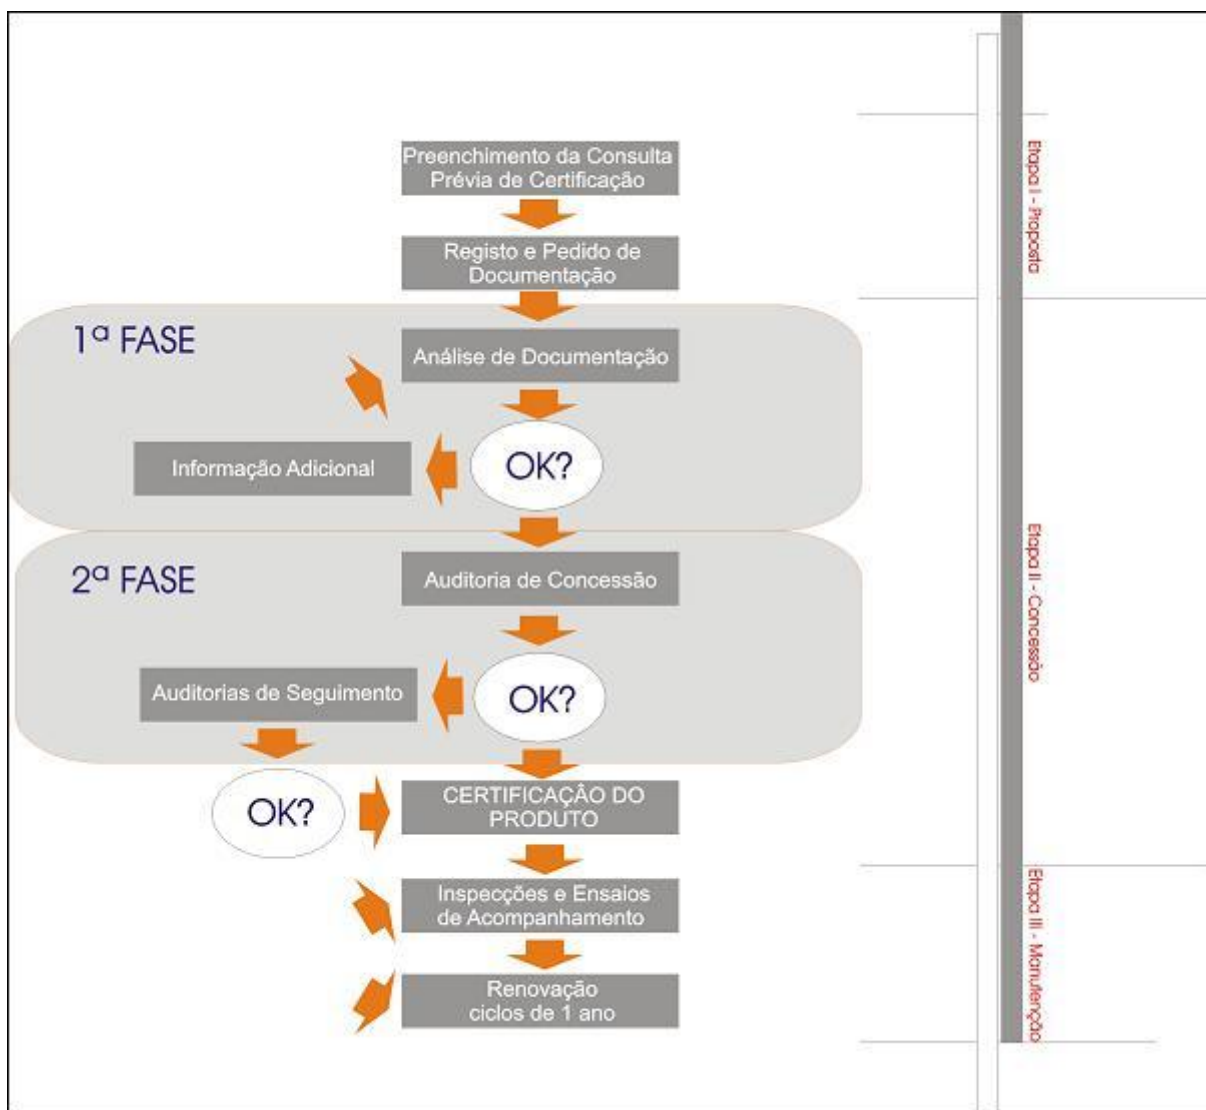 Preenchimento da Consulta
Prévia de Certificação
Registo e Pedido de
Documentação
1ª FASE
Análise de Documentação
OK?
Informação Adicional
2ª FASE
Auditoria de Concessão
OK?
Auditorias de Seguimento
OK?
CERTIFICAÇÂO DO
PRODUTO
Inspecções e Ensaios
de Acompanhamento
Renovação
ciclos de 1 ano
Etapa I - Proposta
Etapa II - Concessão
Etapa III - Manutenção